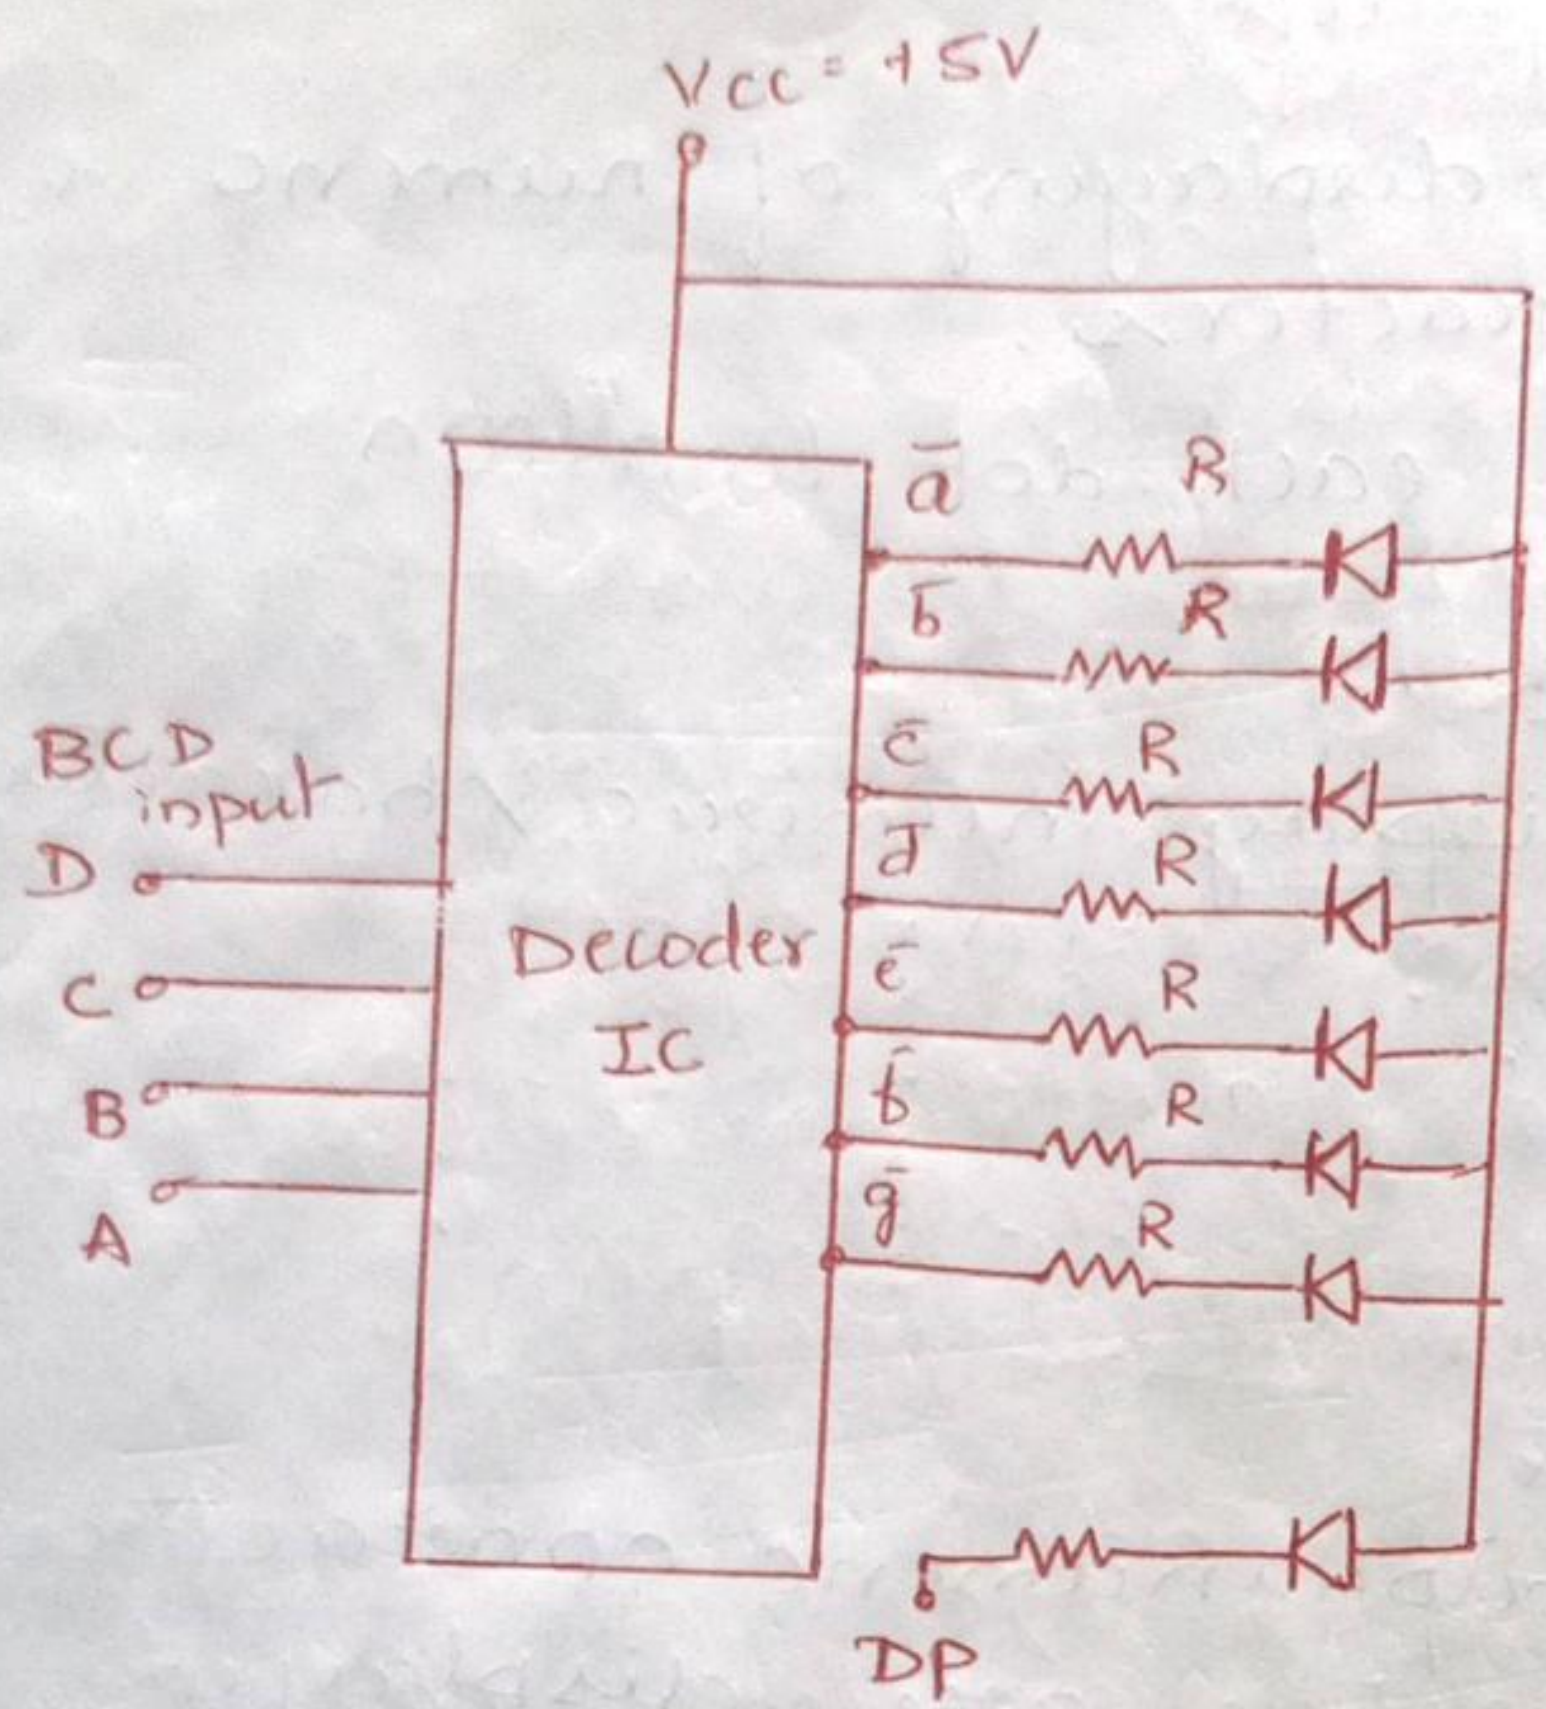 Vcc = +5V
a̅ R
b̅ R
c̅ R
BCD
input
d̅ R
D
Decoder
IC
e̅ R
C
f̅ R
B
g̅ R
A
DP